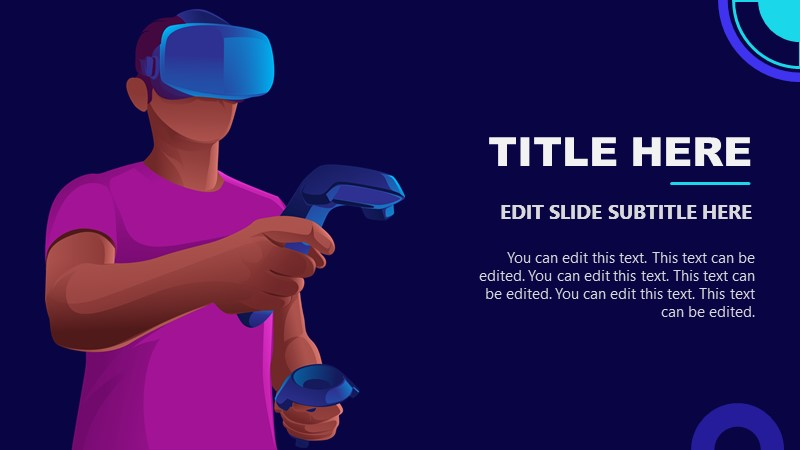 TITLE HERE
EDIT SLIDE SUBTITLE HERE
You can edit this text. This text can be
edited. You can edit this text. This text can
be edited. You can edit this text. This text
can be edited.